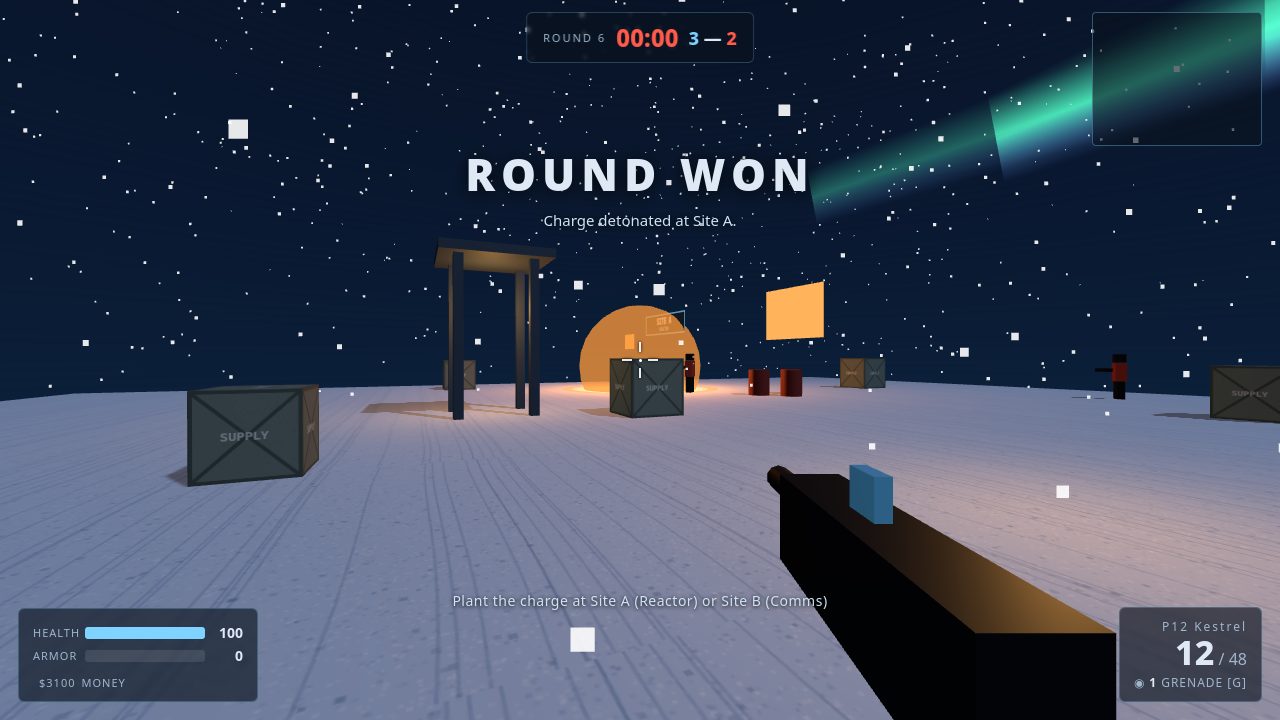 ROUND 6 00:00 3 — 2
ROUND WON
Charge detonated at Site A.
SITE A
SUPPLY
SUPPLY
SUPPLY
Plant the charge at Site A (Reactor) or Site B (Comms)
HEALTH 100
ARMOR 0
$3100 MONEY
P12 Kestrel
12 / 48
◉ 1 GRENADE [G]